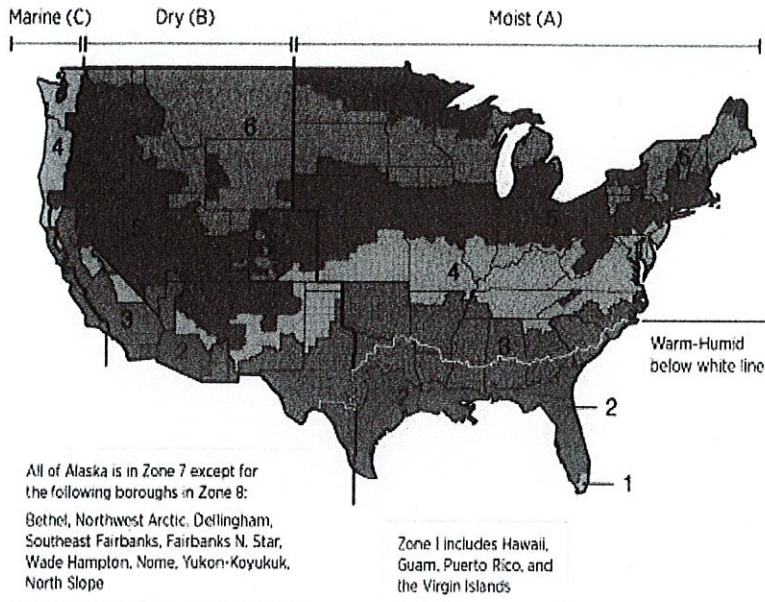 Marine (C)
Dry (B)
Moist (A)
6
4
6
5
5
4
3
2
3
Warm-Humid
below white line
2
2
1
All of Alaska is in Zone 7 except for
the following boroughs in Zone 8:
Bethel, Northwest Arctic, Dellingham,
Southeast Fairbanks, Fairbanks N. Star,
Wade Hampton, Nome, Yukon-Koyukuk,
North Slope
Zone I includes Hawaii,
Guam, Puerto Rico, and
the Virgin Islands